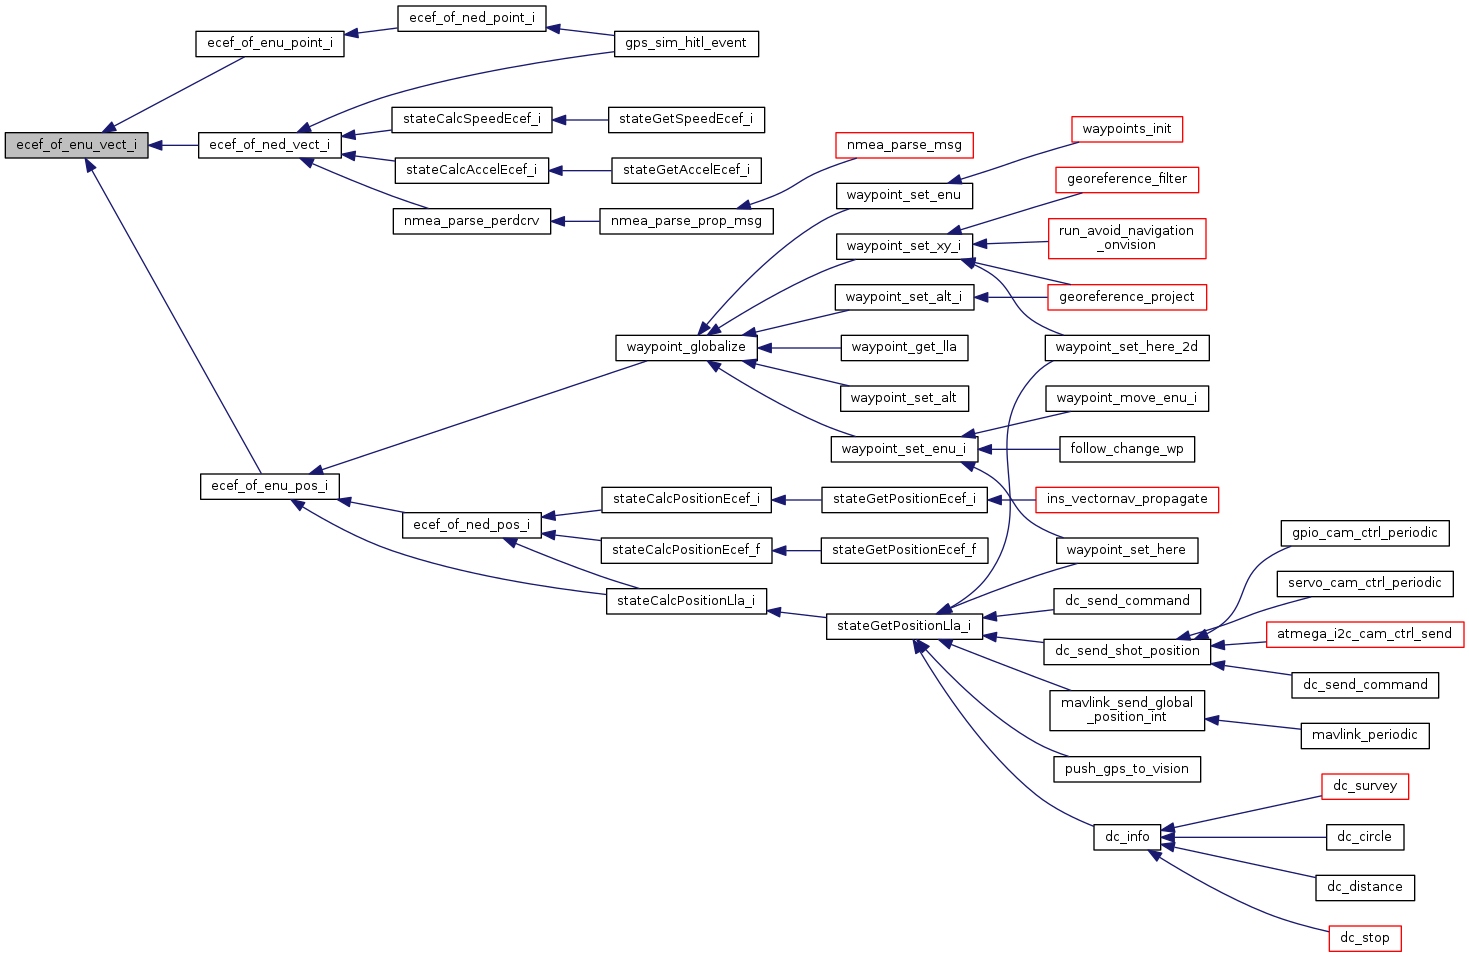 ecef_of_enu_vect_i
ecef_of_enu_point_i
ecef_of_ned_point_i
gps_sim_hitl_event
ecef_of_ned_vect_i
stateCalcSpeedEcef_i
stateGetSpeedEcef_i
stateCalcAccelEcef_i
stateGetAccelEcef_i
nmea_parse_perdcrv
nmea_parse_prop_msg
nmea_parse_msg
ecef_of_enu_pos_i
waypoint_globalize
waypoint_set_enu
waypoints_init
waypoint_set_xy_i
georeference_filter
run_avoid_navigation
_onvision
georeference_project
waypoint_set_here_2d
waypoint_set_alt_i
waypoint_get_lla
waypoint_set_alt
waypoint_set_enu_i
waypoint_move_enu_i
follow_change_wp
waypoint_set_here
ecef_of_ned_pos_i
stateCalcPositionEcef_i
stateGetPositionEcef_i
ins_vectornav_propagate
stateCalcPositionEcef_f
stateGetPositionEcef_f
stateCalcPositionLla_i
stateGetPositionLla_i
dc_send_command
dc_send_shot_position
gpio_cam_ctrl_periodic
servo_cam_ctrl_periodic
atmega_i2c_cam_ctrl_send
dc_send_command
mavlink_send_global
_position_int
mavlink_periodic
push_gps_to_vision
dc_info
dc_survey
dc_circle
dc_distance
dc_stop